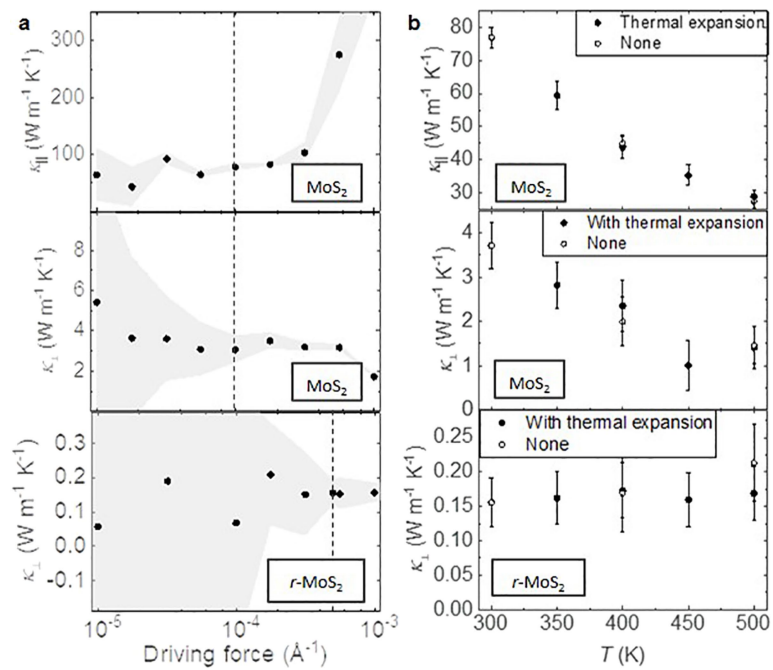 a
κ∥ (W m⁻¹ K⁻¹)
300
200
100
MoS₂
κ⊥ (W m⁻¹ K⁻¹)
8
6
4
2
MoS₂
κ⊥ (W m⁻¹ K⁻¹)
0.3
0.2
0.1
0.0
-0.1
r-MoS₂
10⁻⁵
10⁻⁴
10⁻³
Driving force (Å⁻¹)
b
κ∥ (W m⁻¹ K⁻¹)
80
70
60
50
40
30
Thermal expansion
None
MoS₂
κ⊥ (W m⁻¹ K⁻¹)
4
3
2
1
0
With thermal expansion
None
MoS₂
κ⊥ (W m⁻¹ K⁻¹)
0.25
0.20
0.15
0.10
0.05
0.00
With thermal expansion
None
r-MoS₂
300
350
400
450
500
T (K)